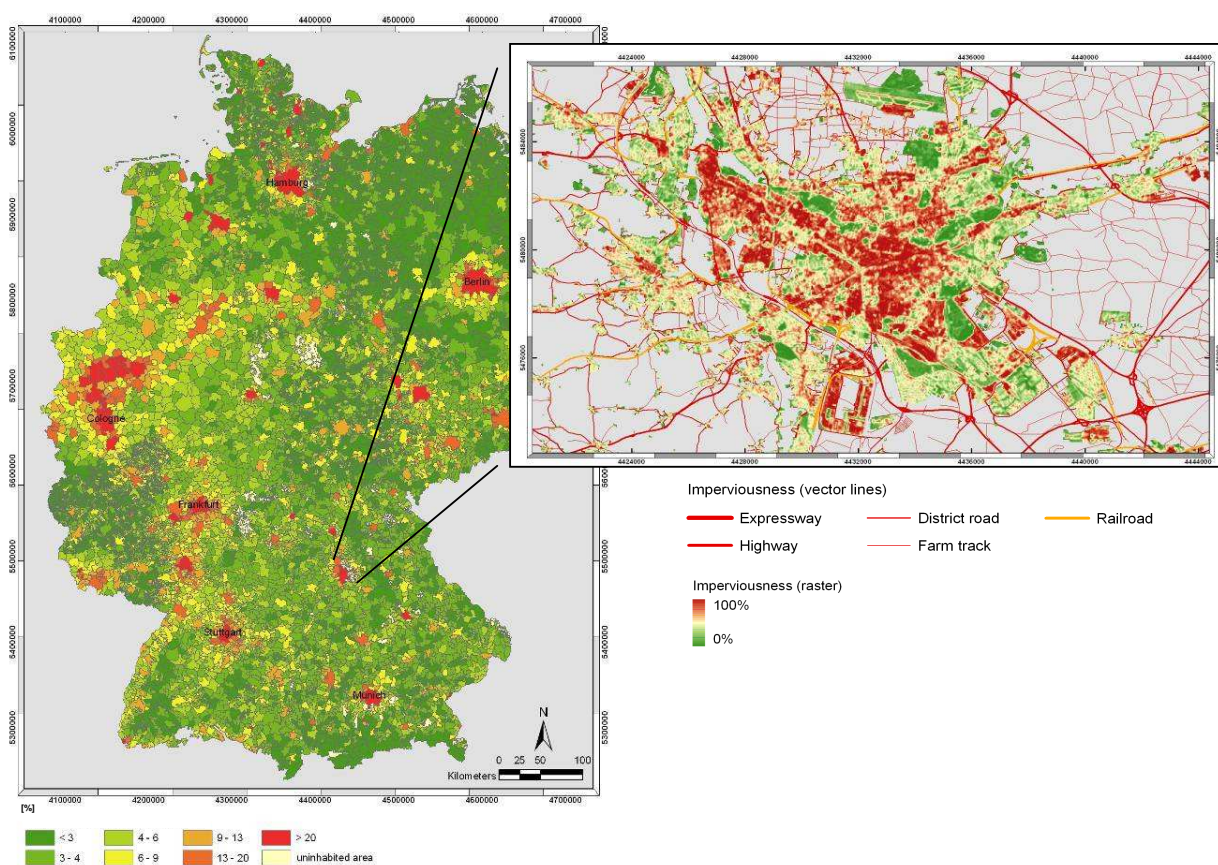 4100000 4200000 4300000 4400000 4500000 4600000 4700000
6100000
6000000
5900000
5800000
5700000
5600000
5500000
5400000
5300000
Hamburg
Berlin
Cologne
Frankfurt
Stuttgart
Munich
N
0 25 50 100
Kilometers
5600000
5500000
5400000
5300000
4100000 4200000 4300000 4400000 4500000 4600000 4700000
[%]
< 3
4 - 6
9 - 13
> 20
3 - 4
6 - 9
13 - 20
uninhabited area
4424000 4428000 4432000 4436000 4440000 4444000
5484000
5480000
5476000
4424000 4428000 4432000 4436000 4440000 4444000
Imperviousness (vector lines)
Expressway
District road
Railroad
Highway
Farm track
Imperviousness (raster)
100%
0%